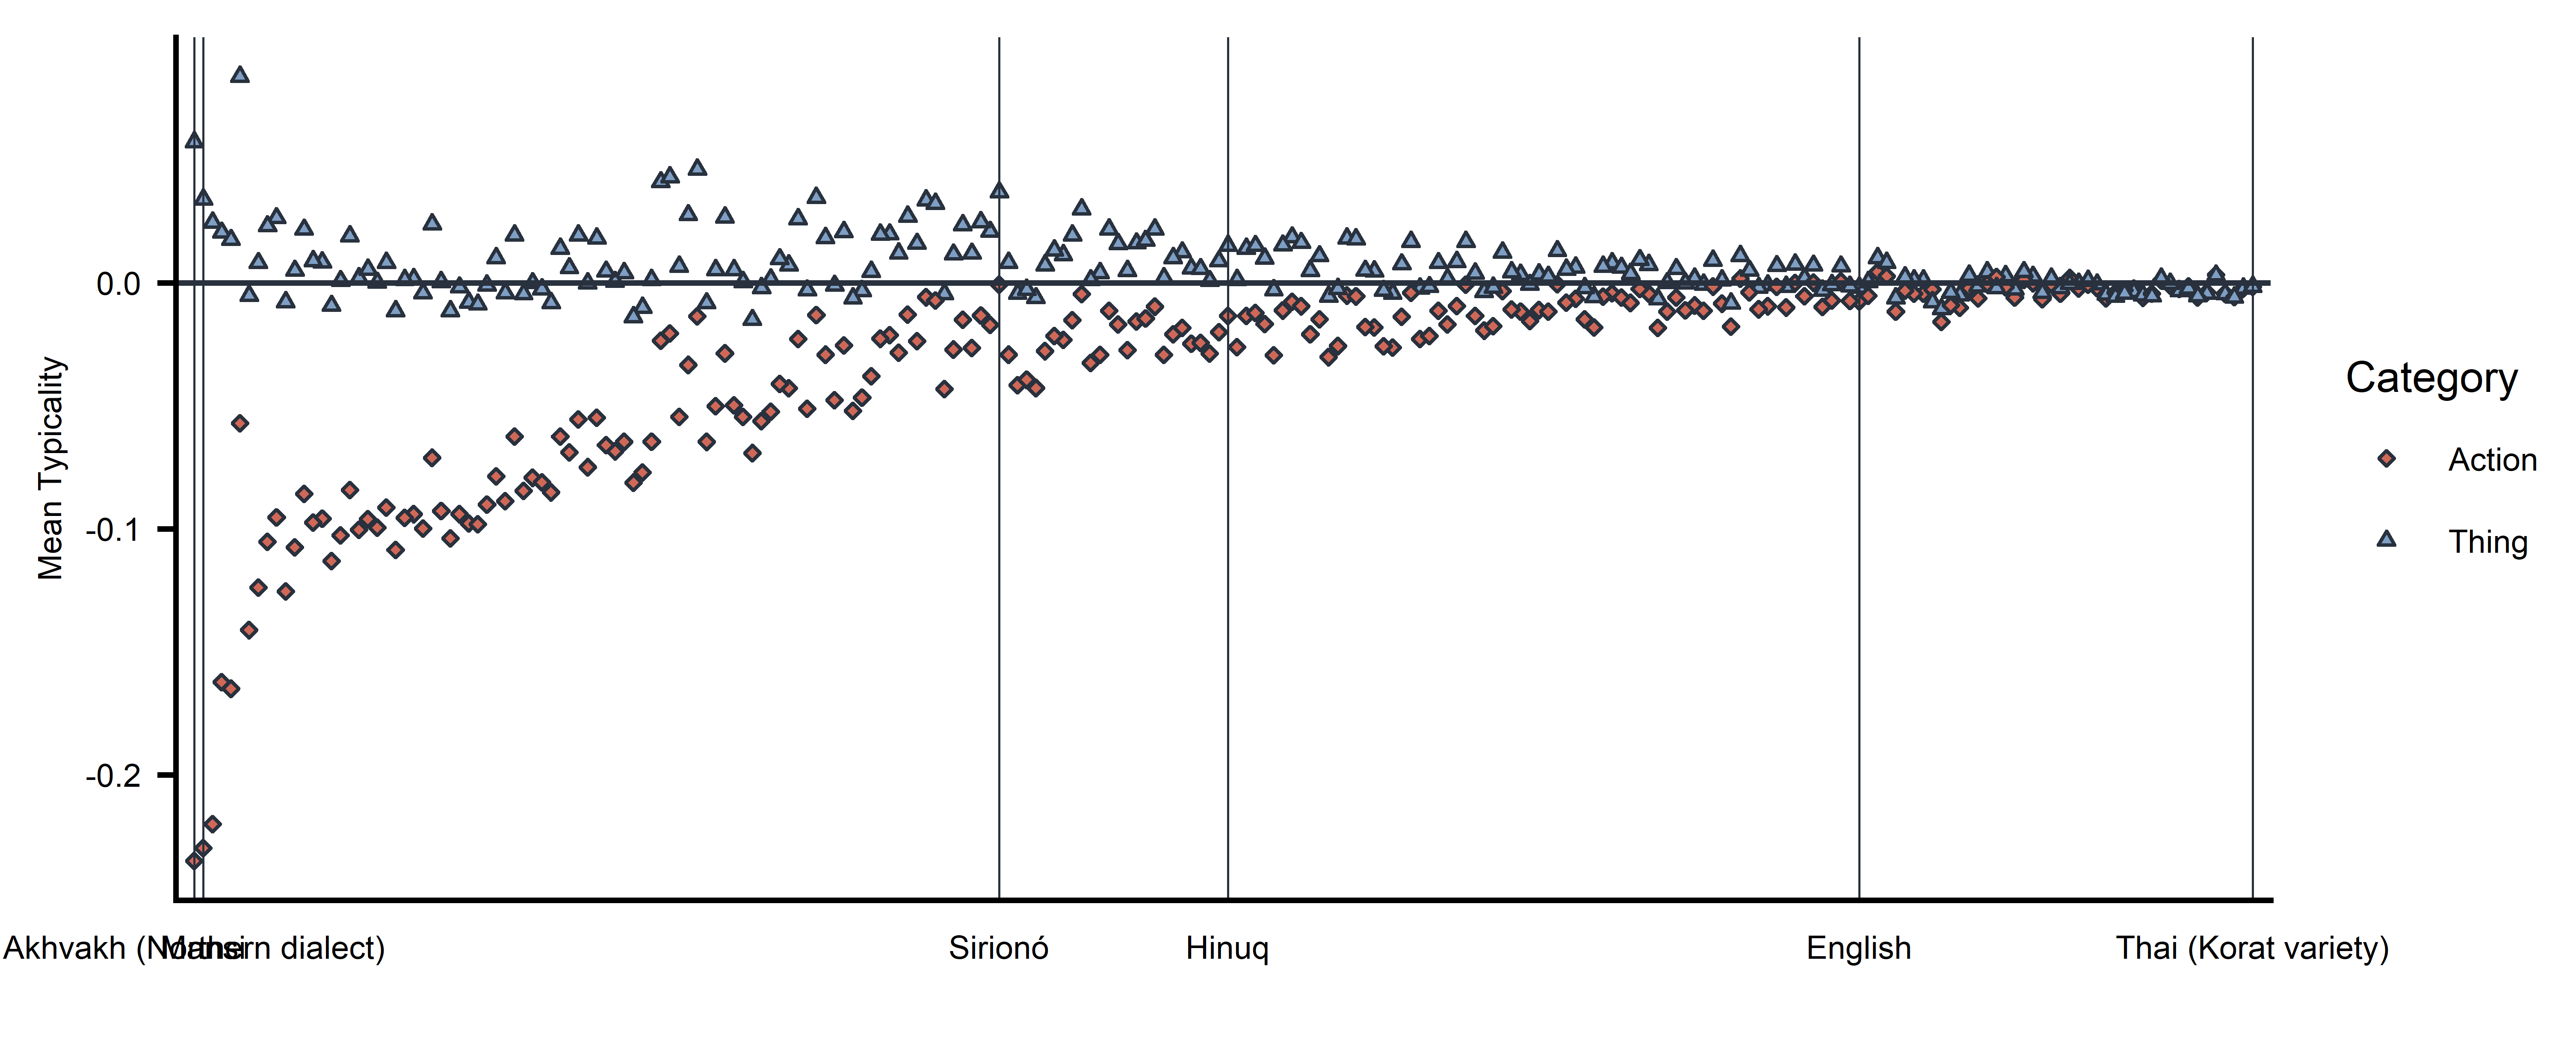 Mean Typicality
0.0
-0.1
-0.2
Akhvakh (Northern dialect)
Mansi
Sirionó
Hinuq
English
Thai (Korat variety)
Category
Action
Thing